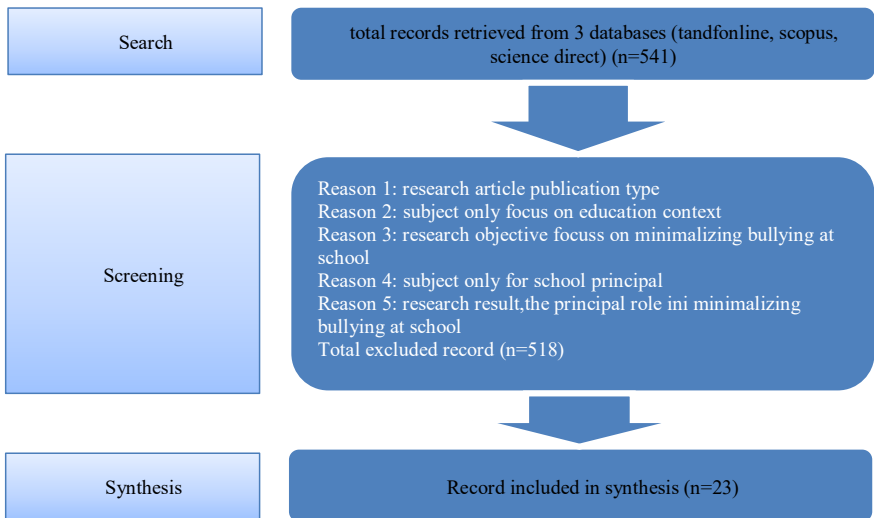 Search
total records retrieved from 3 databases (tandfonline, scopus,
science direct) (n=541)
Screening
Reason 1: research article publication type
Reason 2: subject only focus on education context
Reason 3: research objective focuss on minimalizing bullying at
school
Reason 4: subject only for school principal
Reason 5: research result,the principal role ini minimalizing
bullying at school
Total excluded record (n=518)
Synthesis
Record included in synthesis (n=23)